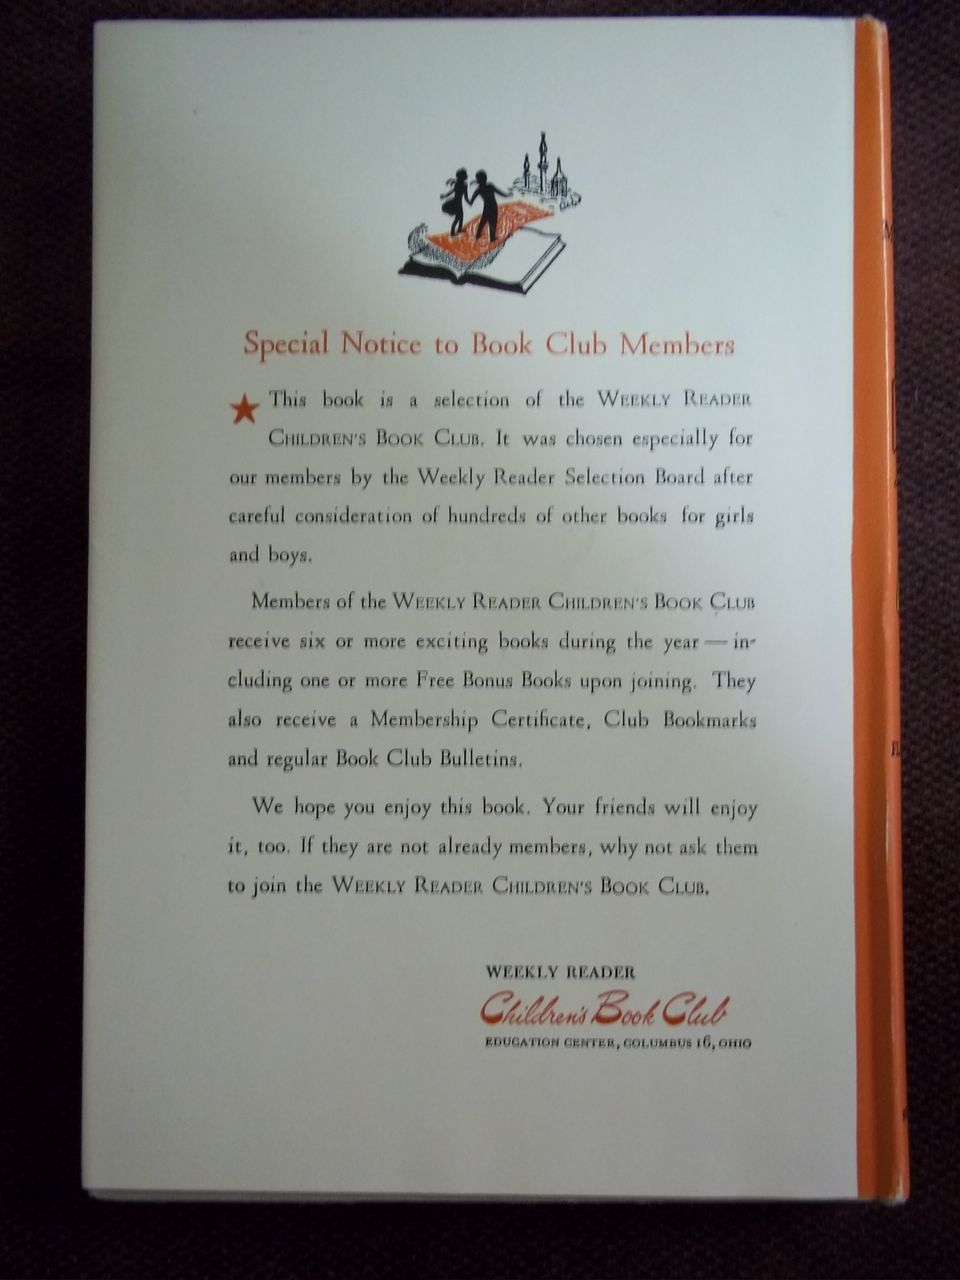 Special Notice to Book Club Members
This book is a selection of the WEEKLY READER
CHILDREN'S BOOK CLUB. It was chosen especially for
our members by the Weekly Reader Selection Board after
careful consideration of hundreds of other books for girls
and boys.
Members of the WEEKLY READER CHILDREN'S BOOK CLUB
receive six or more exciting books during the year — in-
cluding one or more Free Bonus Books upon joining. They
also receive a Membership Certificate, Club Bookmarks
and regular Book Club Bulletins.
We hope you enjoy this book. Your friends will enjoy
it, too. If they are not already members, why not ask them
to join the WEEKLY READER CHILDREN'S BOOK CLUB.
WEEKLY READER
Children's Book Club
EDUCATION CENTER, COLUMBUS 16, OHIO